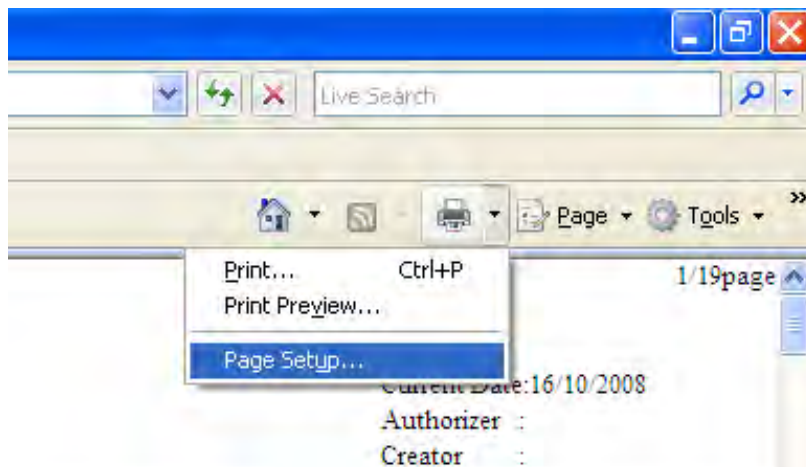 Live Search
Page Tools »
Print... Ctrl+P
1/19page
Print Preview...
Page Setup...
Current Date:16/10/2008
Authorizer :
Creator :